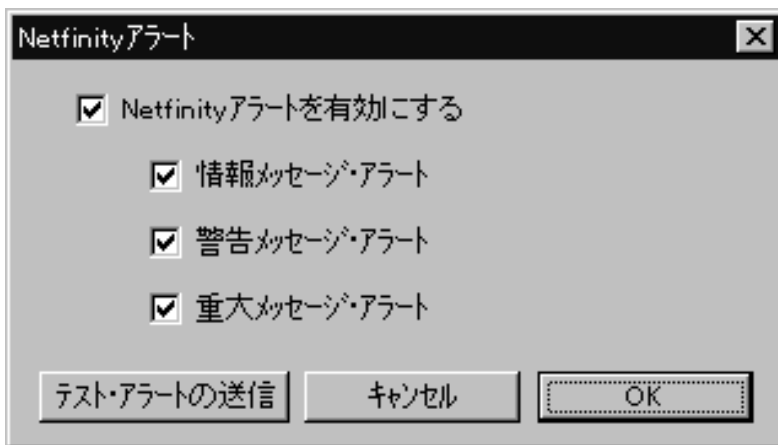 Netfinityアラート
Netfinityアラートを有効にする
情報メッセージ・アラート
警告メッセージ・アラート
重大メッセージ・アラート
テスト・アラートの送信
キャンセル
OK